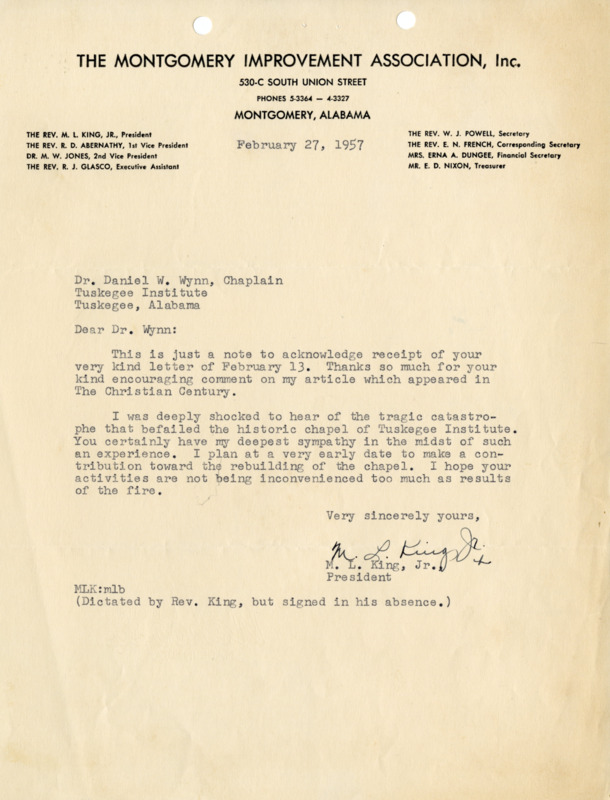 THE MONTGOMERY IMPROVEMENT ASSOCIATION, Inc.
530-C SOUTH UNION STREET
PHONES 5-3364 — 4-3327
MONTGOMERY, ALABAMA
THE REV. M. L. KING, JR., President
THE REV. R. D. ABERNATHY, 1st Vice President
DR. M. W. JONES, 2nd Vice President
THE REV. R. J. GLASCO, Executive Assistant
February 27, 1957
THE REV. W. J. POWELL, Secretary
THE REV. E. N. FRENCH, Corresponding Secretary
MRS. ERNA A. DUNGEE, Financial Secretary
MR. E. D. NIXON, Treasurer
Dr. Daniel W. Wynn, Chaplain
Tuskegee Institute
Tuskegee, Alabama
Dear Dr. Wynn:
This is just a note to acknowledge receipt of your
very kind letter of February 13. Thanks so much for your
kind encouraging comment on my article which appeared in
The Christian Century.
I was deeply shocked to hear of the tragic catastro-
phe that befailed the historic chapel of Tuskegee Institute.
You certainly have my deepest sympathy in the midst of such
an experience. I plan at a very early date to make a con-
tribution toward the rebuilding of the chapel. I hope your
activities are not being inconvenienced too much as results
of the fire.
Very sincerely yours,
M. L. King Jr.
M. L. King, Jr.,
President
MLK:mlb
(Dictated by Rev. King, but signed in his absence.)